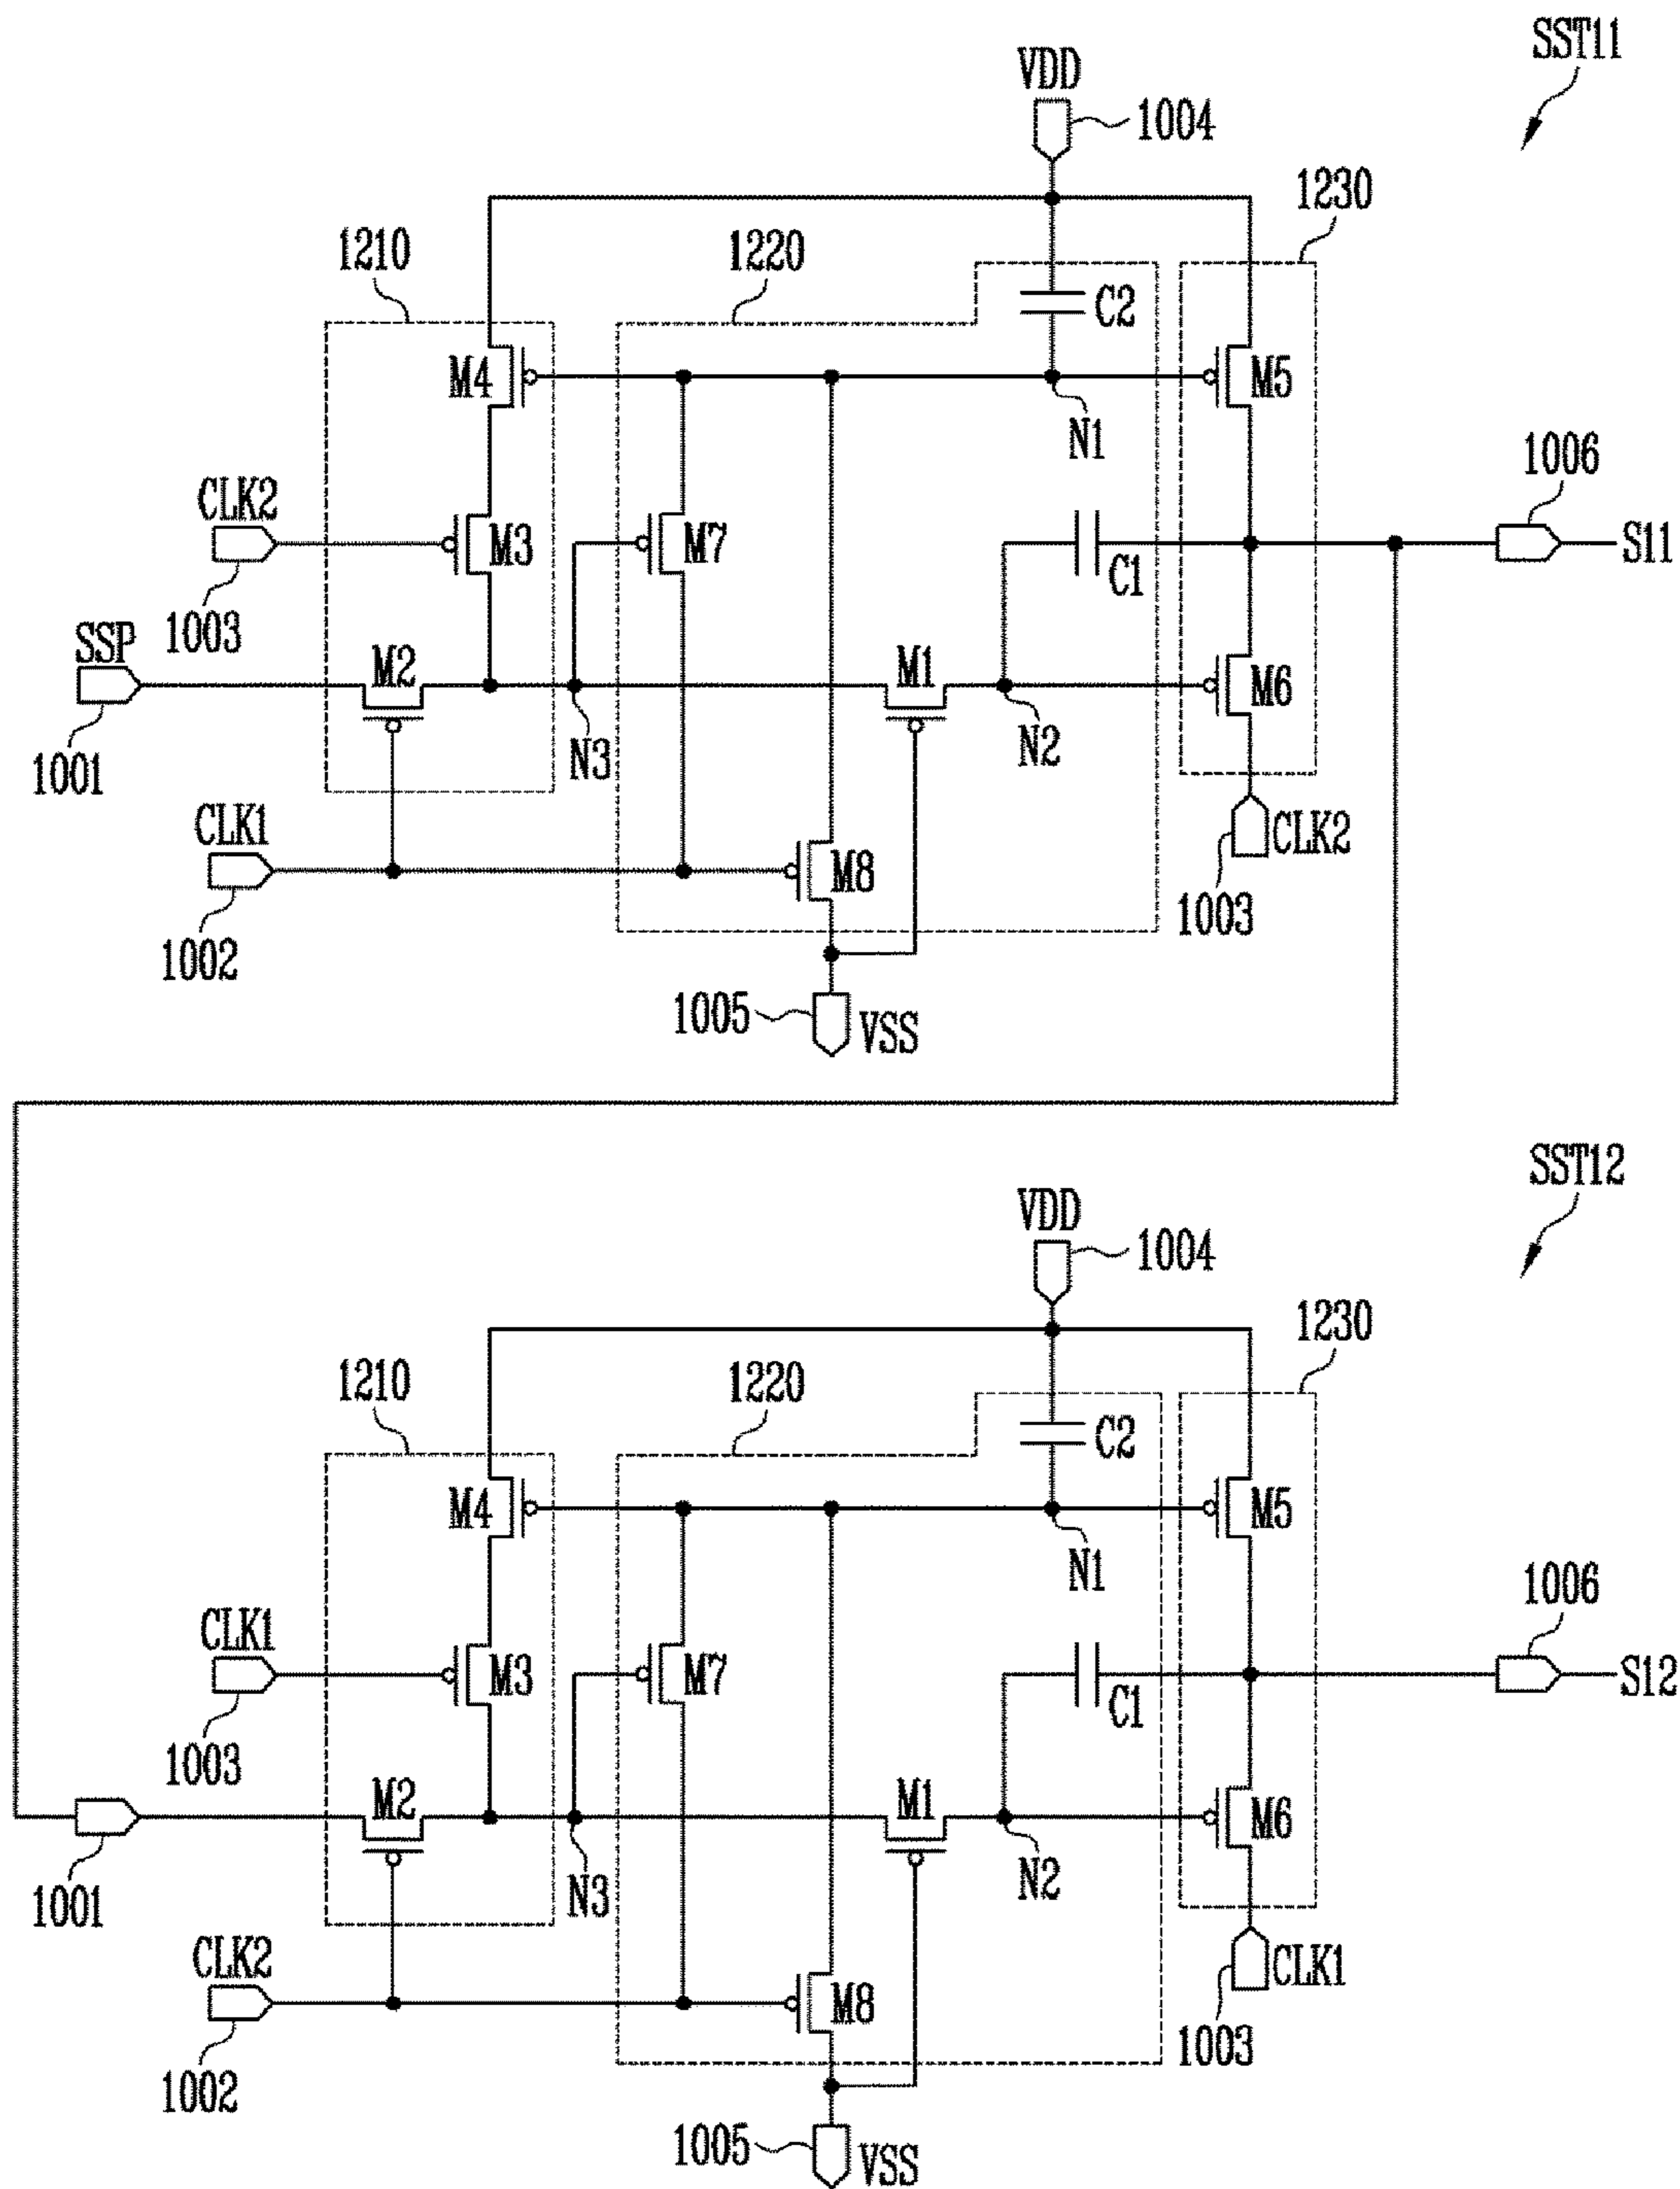 SST11
VDD
1004
1230
1210
1220
C2
M4
M5
N1
1006
CLK2
M3
M7
S11
C1
1003
SSP
M2
M1
M6
N3
N2
1001
CLK1
M8
CLK2
1003
1002
1005
VSS
SST12
VDD
1004
1230
1210
1220
C2
M4
M5
N1
1006
CLK1
M3
M7
S12
C1
1003
M2
M1
M6
N3
N2
1001
CLK2
M8
CLK1
1003
1002
1005
VSS